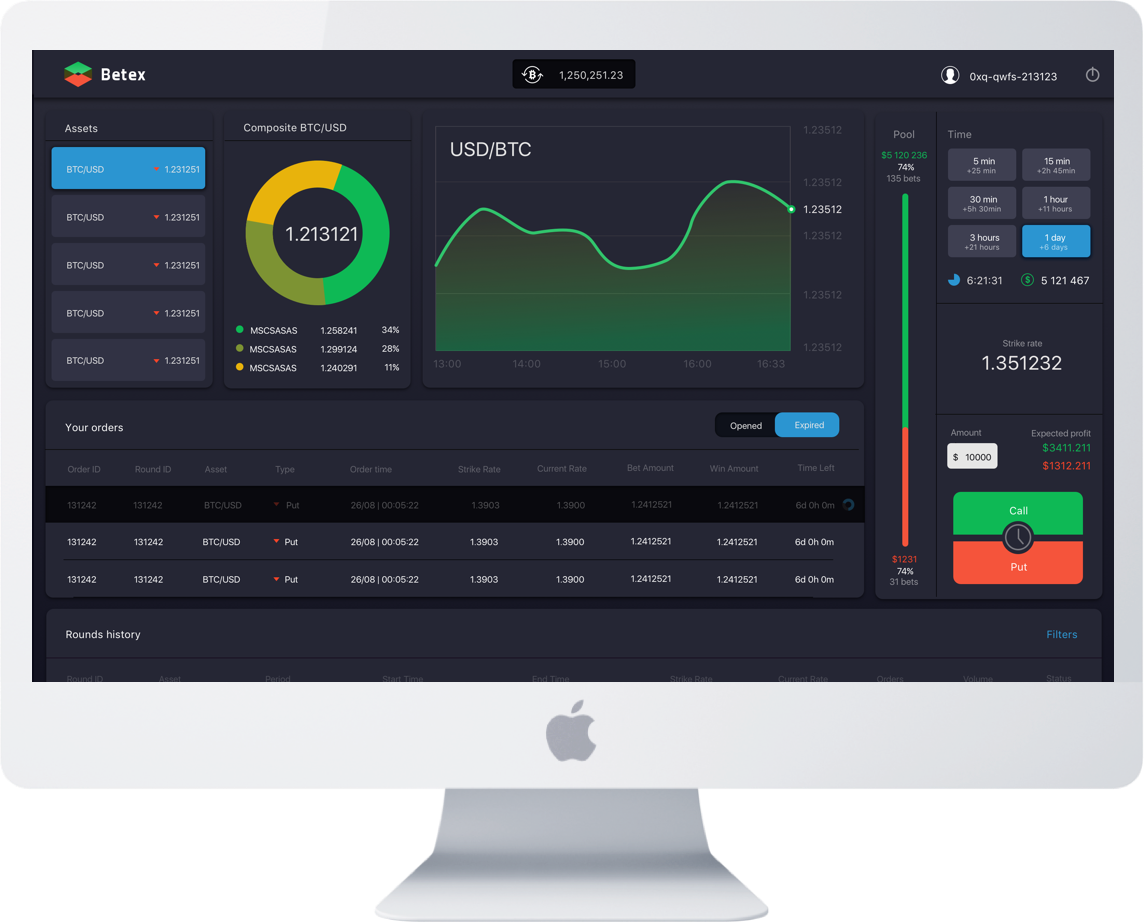 Betex
1,250,251.23
0xq-qwfs-213123
Assets
BTC/USD 1.231251
BTC/USD 1.231251
BTC/USD 1.231251
BTC/USD 1.231251
BTC/USD 1.231251
Composite BTC/USD
1.213121
MSCSASAS 1.258241 34%
MSCSASAS 1.299124 28%
MSCSASAS 1.240291 11%
USD/BTC
1.23512
1.23512
1.23512
1.23512
1.23512
1.23512
13:00 14:00 15:00 16:00 16:33
Pool
$5 120 236
74%
135 bets
$1231
74%
31 bets
Time
5 min
+25 min
15 min
+2h 45min
30 min
+5h 30min
1 hour
+11 hours
3 hours
+21 hours
1 day
+6 days
6:21:31 $ 5 121 467
Strike rate
1.351232
Amount
$ 10000
Expected profit
$3411.211
$1312.211
Call
Put
Your orders
Opened Expired
Order ID Round ID Asset Type Order time Strike Rate Current Rate Bet Amount Win Amount Time Left
131242 131242 BTC/USD Put 26/08 | 00:05:22 1.3903 1.3900 1.2412521 1.2412521 6d 0h 0m
131242 131242 BTC/USD Put 26/08 | 00:05:22 1.3903 1.3900 1.2412521 1.2412521 6d 0h 0m
131242 131242 BTC/USD Put 26/08 | 00:05:22 1.3903 1.3900 1.2412521 1.2412521 6d 0h 0m
Rounds history
Filters
Round ID Asset Period Start Time End Time Strike Rate Current Rate Orders Volume Status